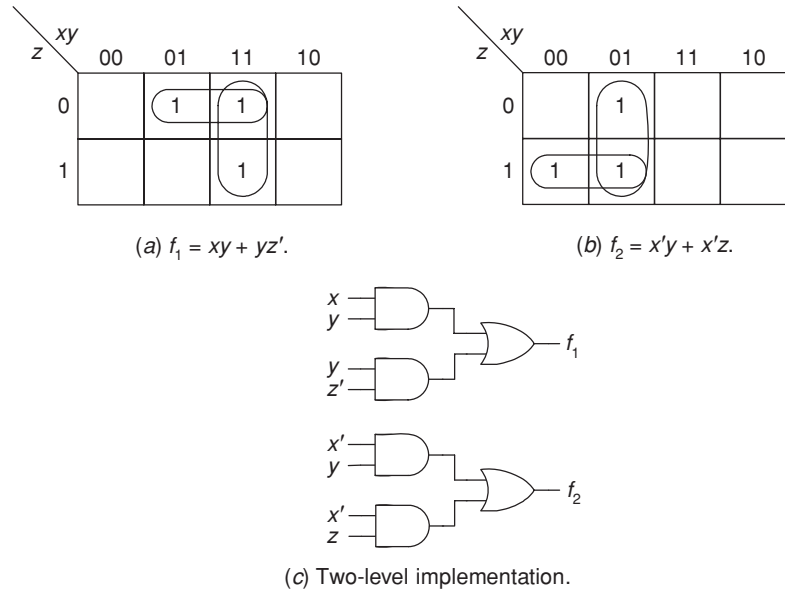 xy xy
z 00 01 11 10 z 00 01 11 10
0 1 1 0 1
1 1 1 1 1
(a) f₁ = xy + yz′. (b) f₂ = x′y + x′z.
x
y
f₁
y
z′
x′
y
f₂
x′
z
(c) Two-level implementation.